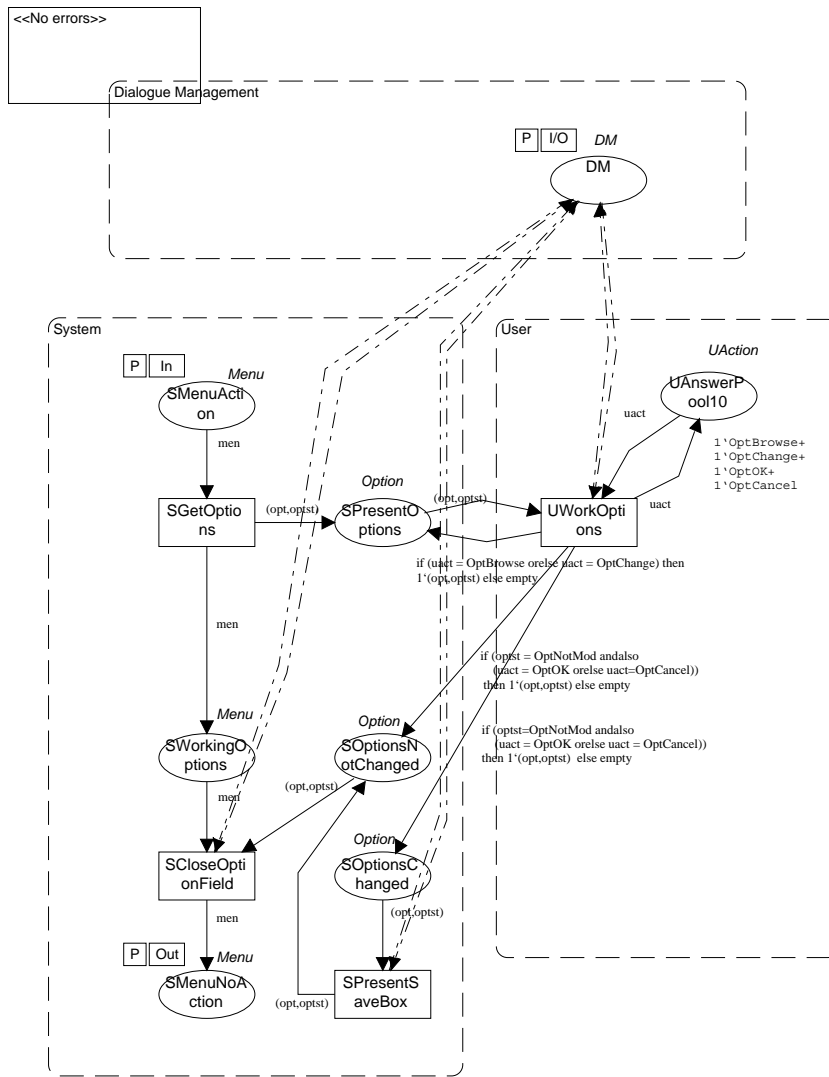 <<No errors>>
Dialogue Management
P I/O DM
DM
System
User
P In Menu
SMenuActi
on
men
UAction
UAnswerP
ool10
uact
1‘OptBrowse+
1‘OptChange+
1‘OptOK+
1‘OptCancel
uact
Option
SGetOptio
ns
(opt,optst)
SPresentO
ptions
(opt,optst)
UWorkOpti
ons
if (uact = OptBrowse orelse uact = OptChange) then
1‘(opt,optst) else empty
men
if (optst = OptNotMod andalso
(uact = OptOK orelse uact=OptCancel))
then 1‘(opt,optst) else empty
Menu
SWorkingO
ptions
Option
SOptionsN
otChanged
if (optst=OptNotMod andalso
(uact = OptOK orelse uact = OptCancel))
then 1‘(opt,optst) else empty
men
(opt,optst)
SCloseOpti
onField
Option
SOptionsC
hanged
men
(opt,optst)
P Out Menu
SMenuNoA
ction
(opt,optst)
SPresentS
aveBox